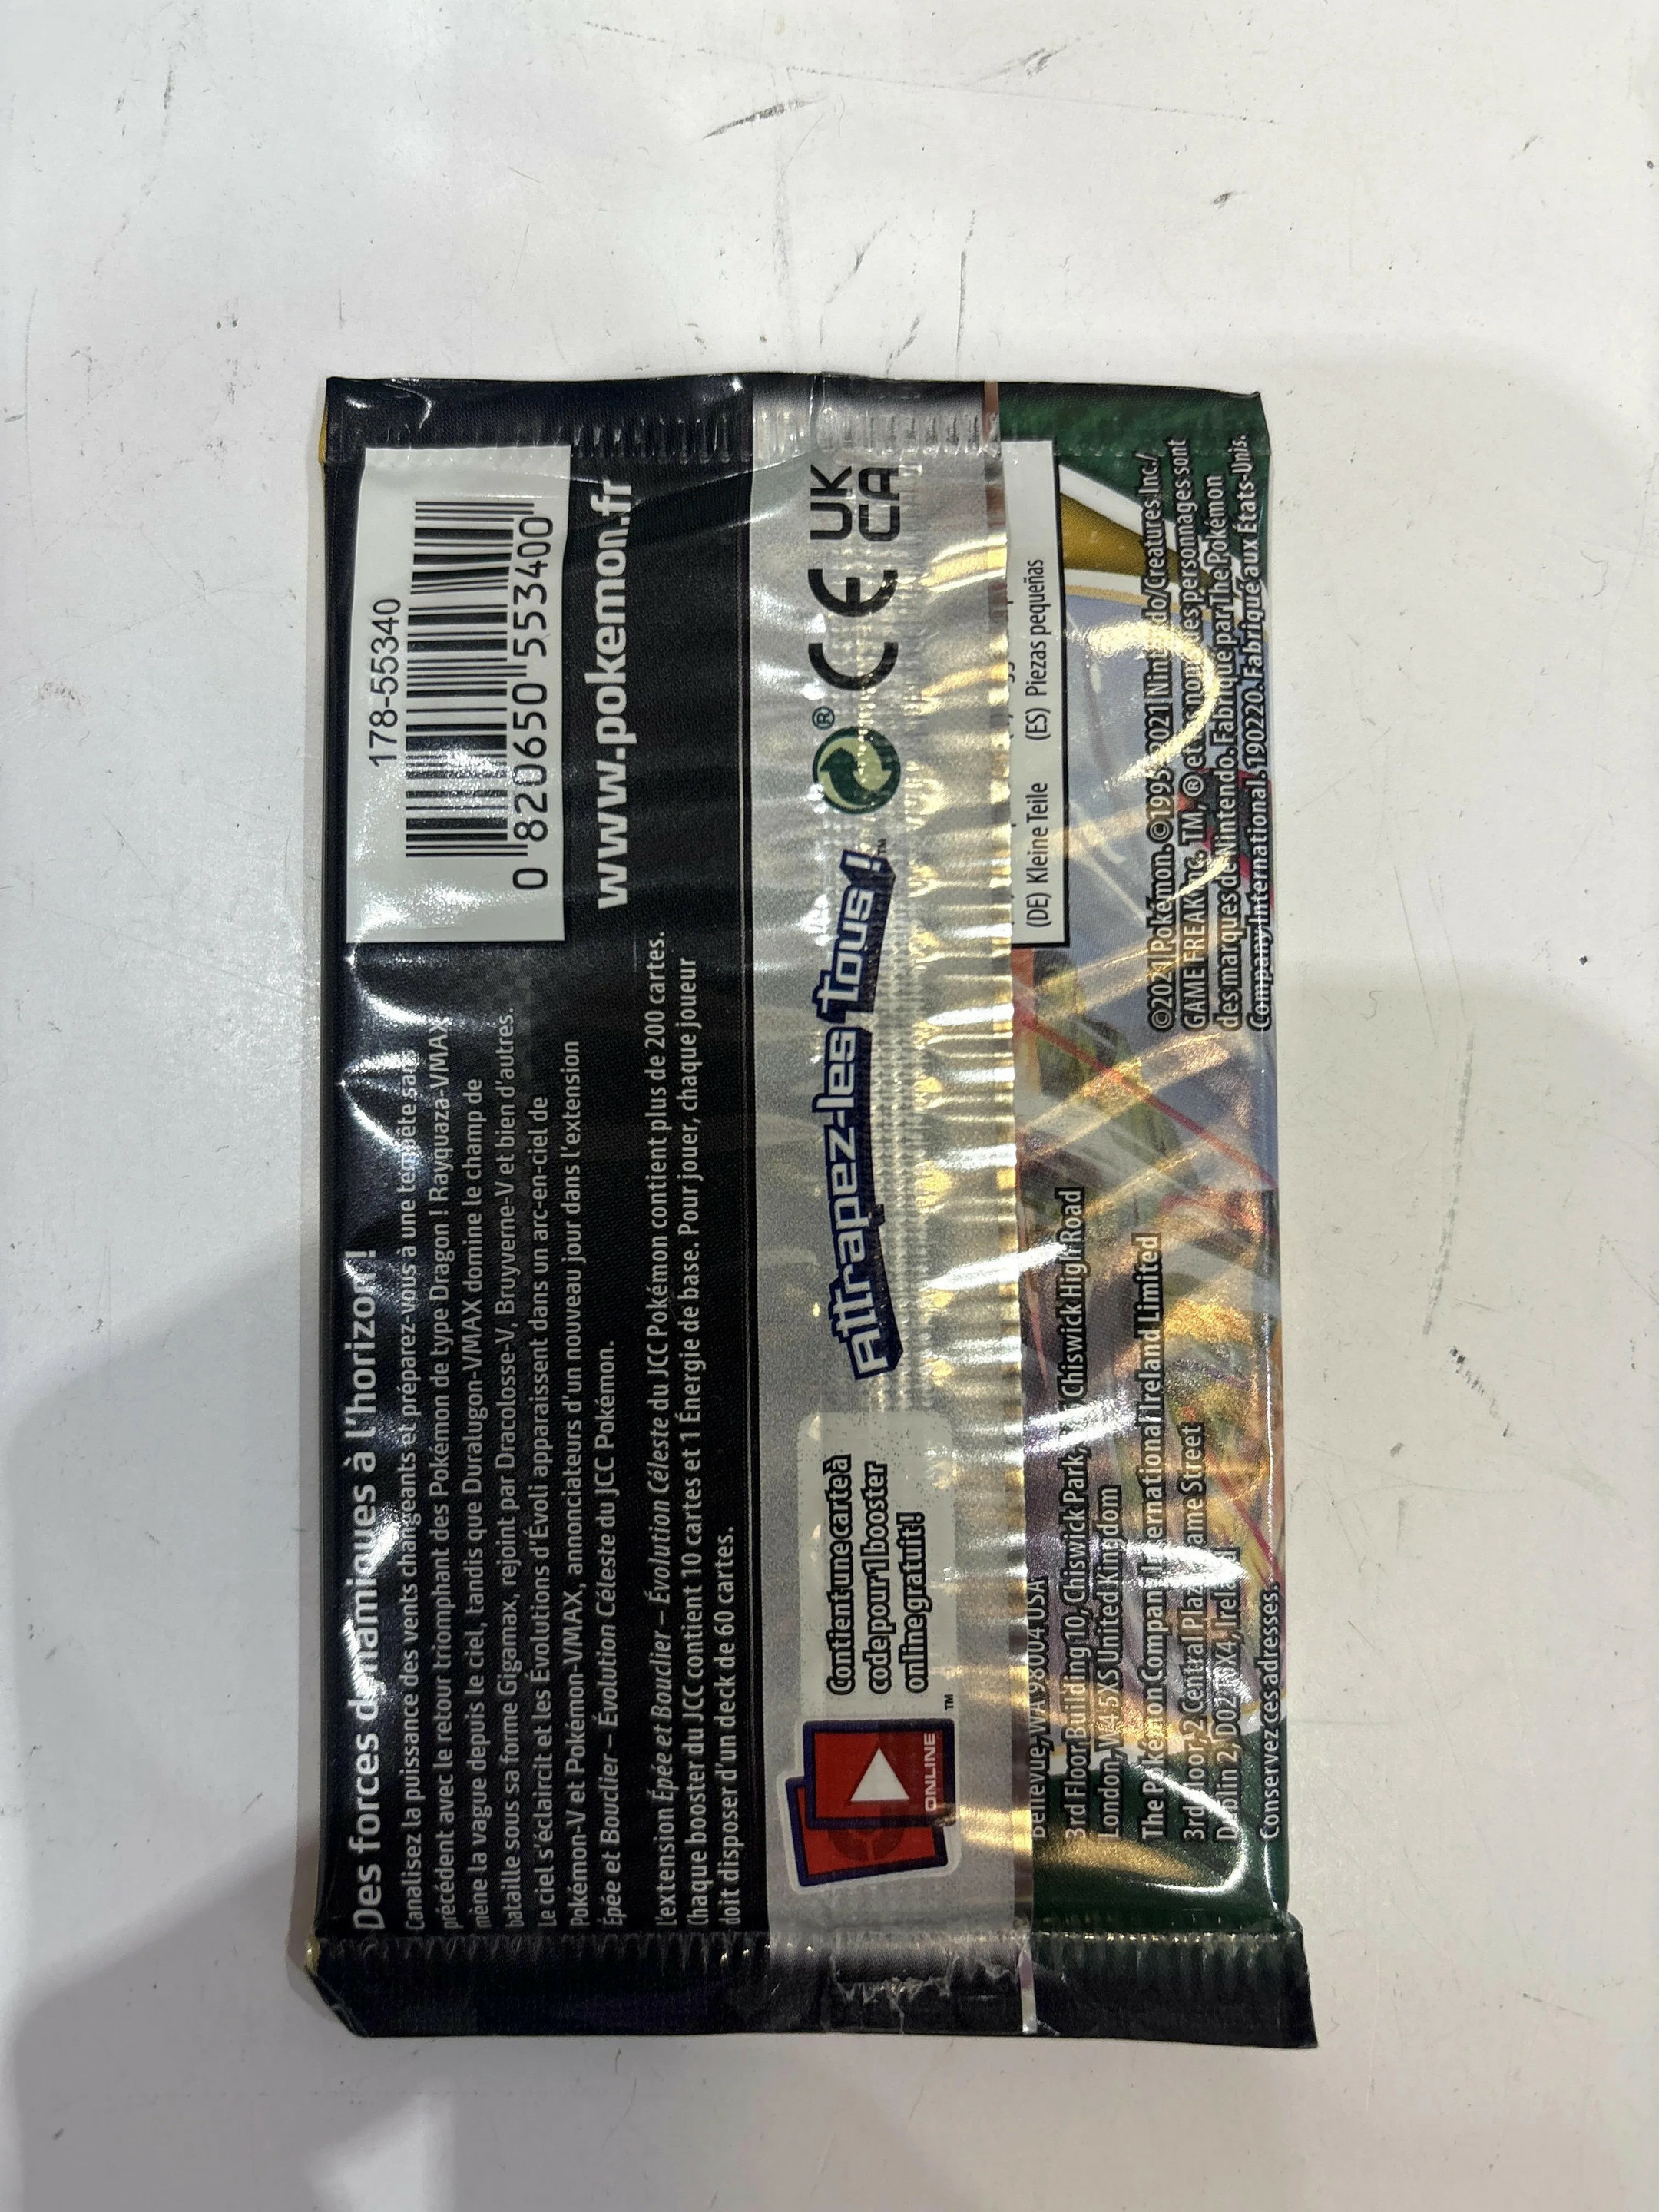 Des forces dynamiques à l'horizon !
Canalisez la puissance des vents changeants et préparez-vous à une tempête sans
précédent avec le retour triomphant des Pokémon de type Dragon ! Rayquaza-VMAX
mène la vague depuis le ciel, tandis que Duralugon-VMAX domine le champ de
bataille sous sa forme Gigamax, rejoint par Dracolosse-V, Bruyverne-V et bien d'autres.
Le ciel s'éclaircit et les Évolutions d'Évoli apparaissent dans un arc-en-ciel de
Pokémon-V et Pokémon-VMAX, annonciateurs d'un nouveau jour dans l'extension
Épée et Bouclier – Évolution Céleste du JCC Pokémon.
L'extension Épée et Bouclier – Évolution Céleste du JCC Pokémon contient plus de 200 cartes.
Chaque booster du JCC contient 10 cartes et 1 Énergie de base. Pour jouer, chaque joueur
doit disposer d'un deck de 60 cartes.
178-55340
0 820650 553400
www.pokemon.fr
ONLINE™
Contient une carte à
code pour 1 booster
online gratuit !
Attrapez-les tous !™
®
CE
UK
CA
(DE) Kleine Teile (ES) Piezas pequeñas
Bellevue, WA 98004 USA
3rd Floor Building 10, Chiswick Park, Chiswick High Road
London, W4 5XS United Kingdom
The Pokémon Company International Ireland Limited
3rd Floor, 2 Central Plaza, Dame Street
Dublin 2, D02 T0X4, Ireland
Conservez ces adresses.
©2021 Pokémon. ©1995–2021 Nintendo/Creatures Inc./
GAME FREAK inc. TM, ® et les noms des personnages sont
des marques de Nintendo. Fabriqué par The Pokémon
Company International. 190220. Fabriqué aux États-Unis.